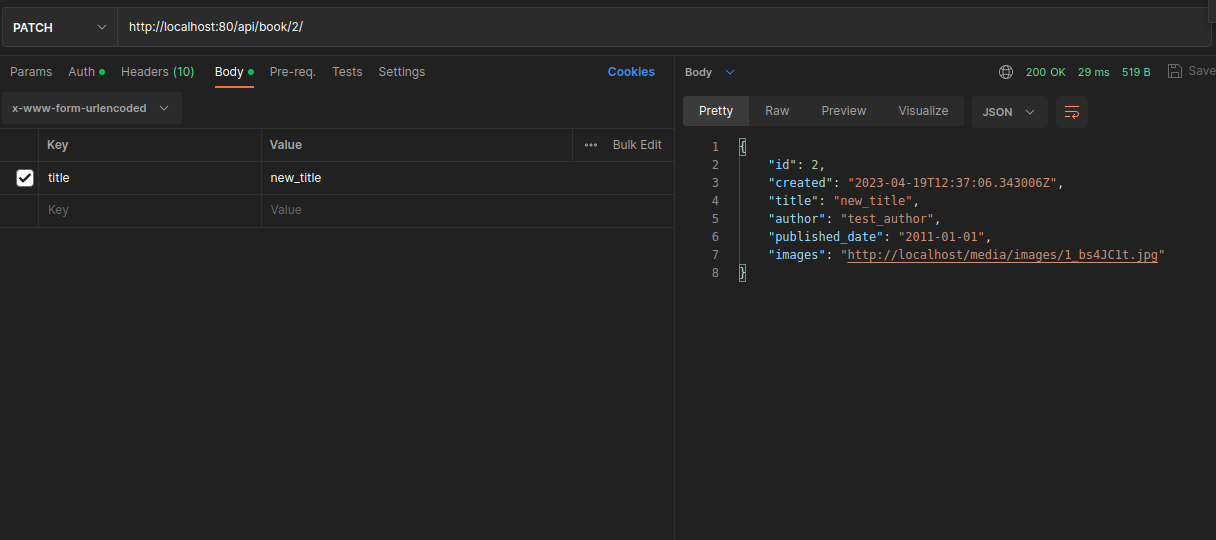 PATCH http://localhost:80/api/book/2/
Params Auth Headers (10) Body Pre-req. Tests Settings Cookies
x-www-form-urlencoded
Key Value ••• Bulk Edit
title new_title
Key Value
Body 200 OK 29 ms 519 B Save
Pretty Raw Preview Visualize JSON
1 {
2 "id": 2,
3 "created": "2023-04-19T12:37:06.343006Z",
4 "title": "new_title",
5 "author": "test_author",
6 "published_date": "2011-01-01",
7 "images": "http://localhost/media/images/1_bs4JC1t.jpg"
8 }